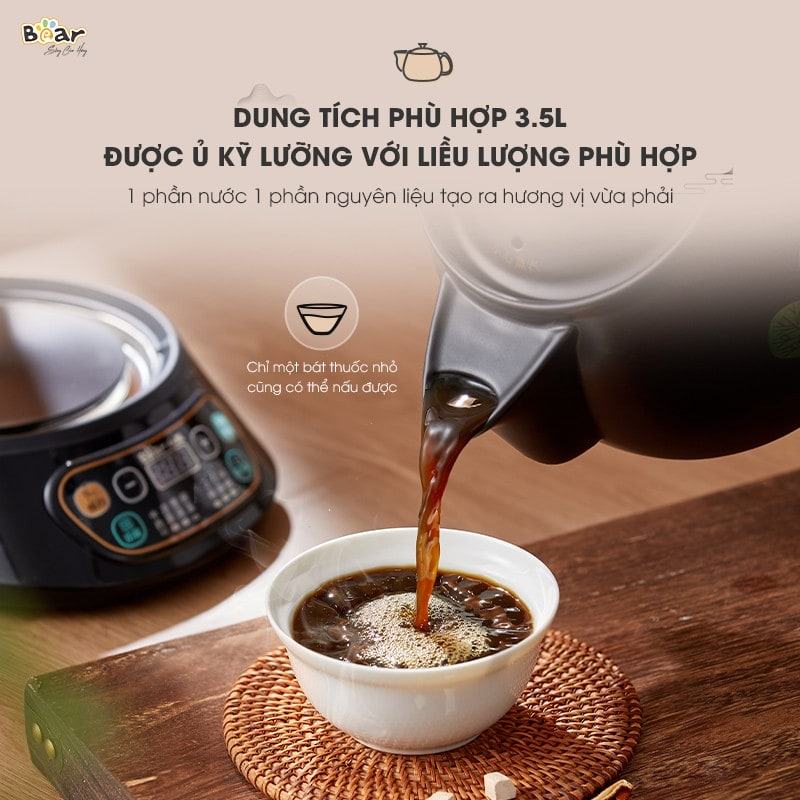 Bear
DUNG TÍCH PHÙ HỢP 3.5L
ĐƯỢC Ủ KỸ LƯỠNG VỚI LIỀU LƯỢNG PHÙ HỢP
1 phần nước 1 phần nguyên liệu tạo ra hương vị vừa phải
Chỉ một bát thuốc nhỏ
cũng có thể nấu được